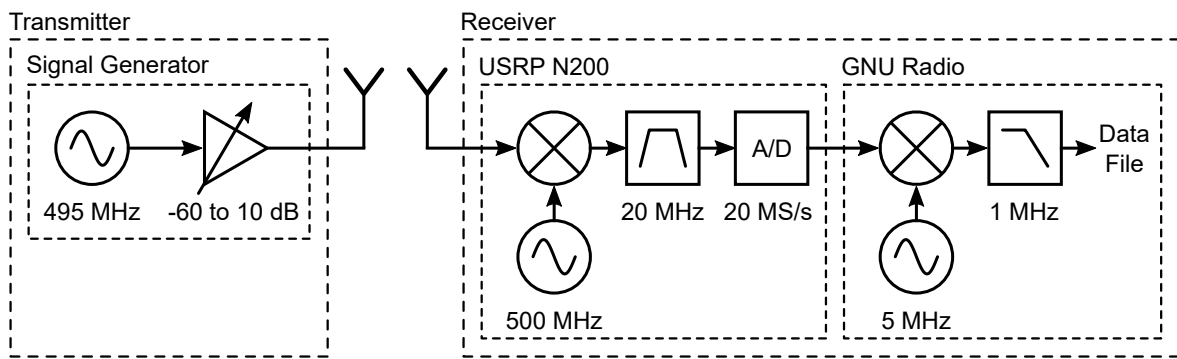 Transmitter
Receiver
Signal Generator
USRP N200
GNU Radio
A/D
Data
File
495 MHz
-60 to 10 dB
20 MHz
20 MS/s
1 MHz
500 MHz
5 MHz